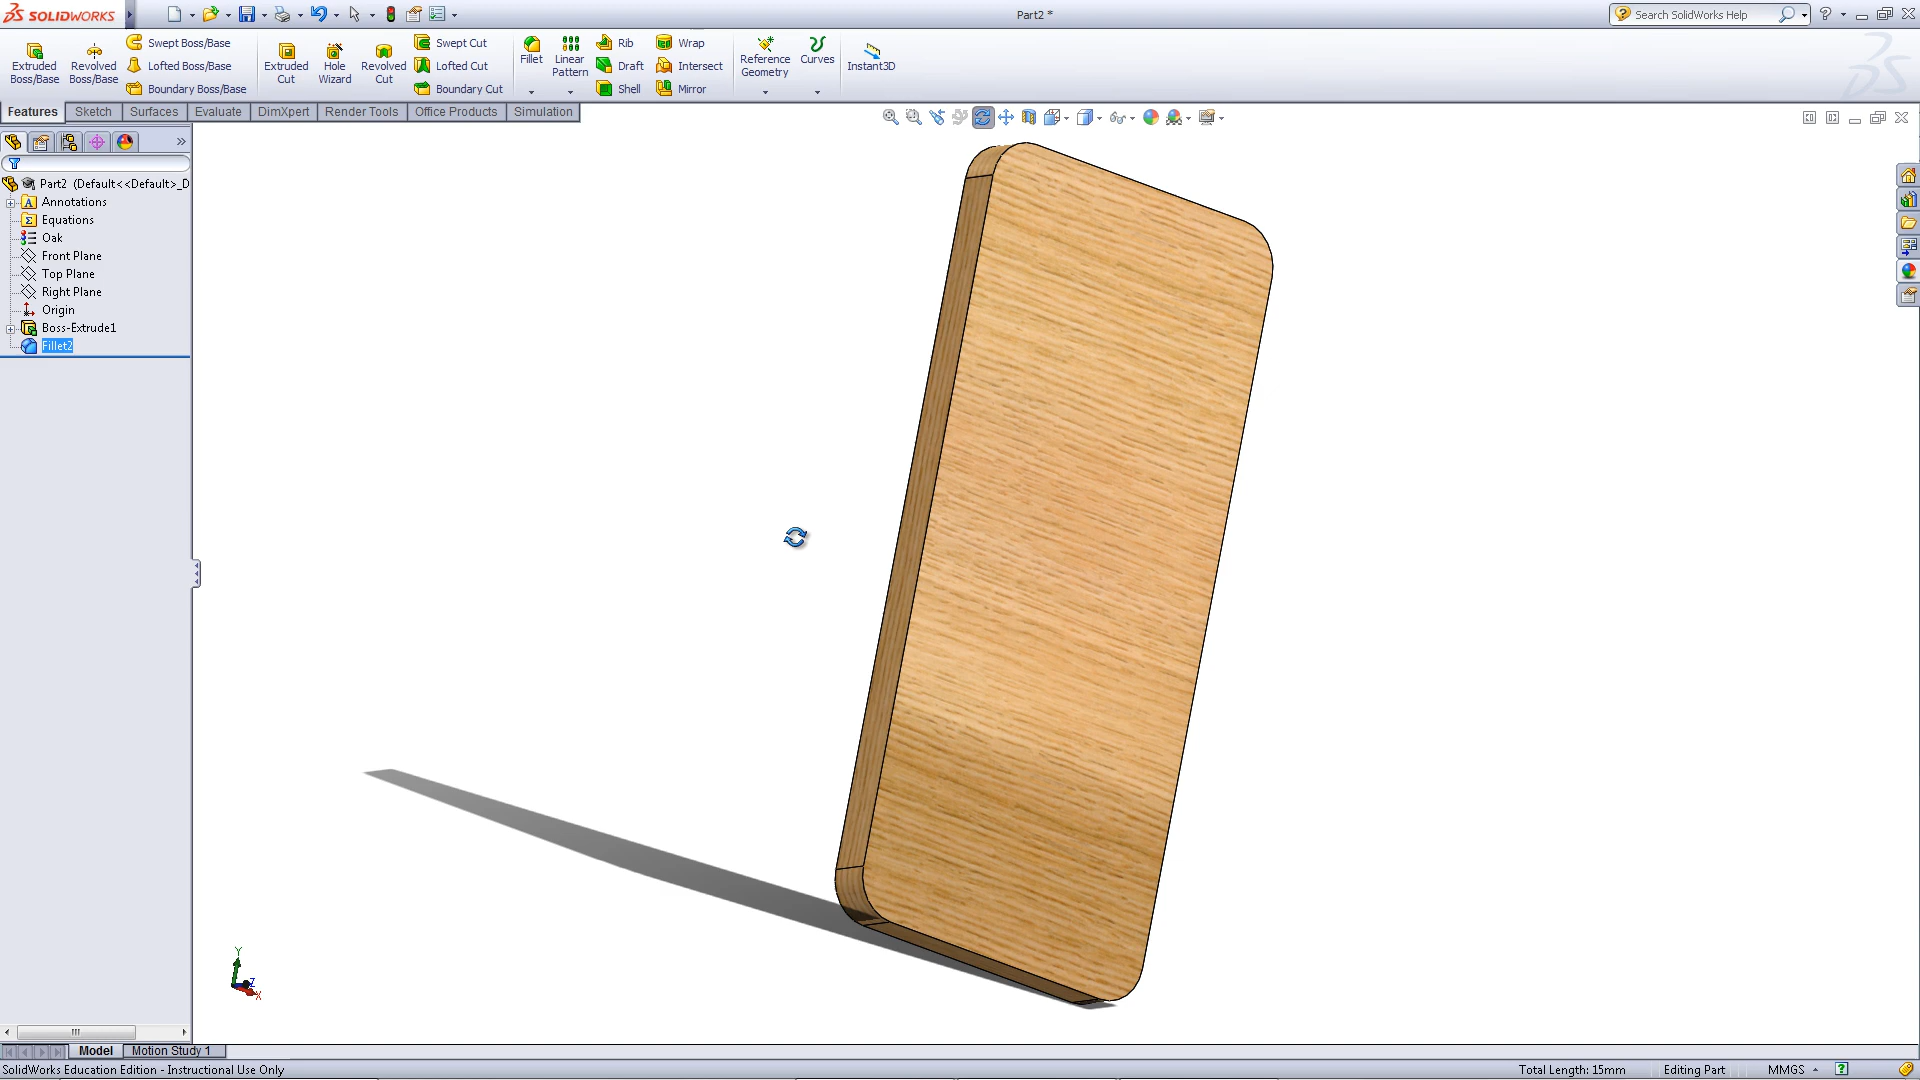 SOLIDWORKS
Part2 *
Search SolidWorks Help
Extruded Boss/Base
Revolved Boss/Base
Swept Boss/Base
Lofted Boss/Base
Boundary Boss/Base
Extruded Cut
Hole Wizard
Revolved Cut
Swept Cut
Lofted Cut
Boundary Cut
Fillet
Linear Pattern
Rib
Draft
Shell
Wrap
Intersect
Mirror
Reference Geometry
Curves
Instant3D
Features
Sketch
Surfaces
Evaluate
DimXpert
Render Tools
Office Products
Simulation
Part2 (Default<<Default>_D
Annotations
Equations
Oak
Front Plane
Top Plane
Right Plane
Origin
Boss-Extrude1
Fillet2
Y
Z
X
Model
Motion Study 1
SolidWorks Education Edition - Instructional Use Only
Total Length: 15mm
Editing Part
MMGS